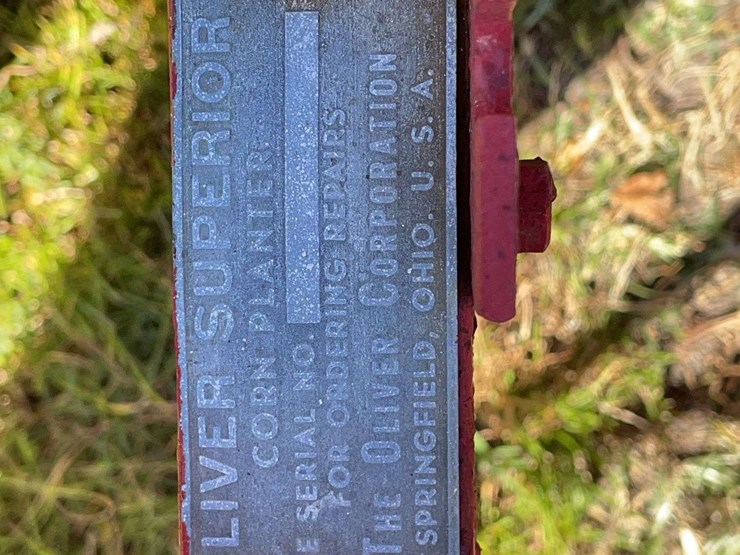 LIVER SUPERIOR
CORN PLANTER
E SERIAL NO.
FOR ORDERING REPAIRS
THE OLIVER CORPORATION
SPRINGFIELD, OHIO. U. S. A.